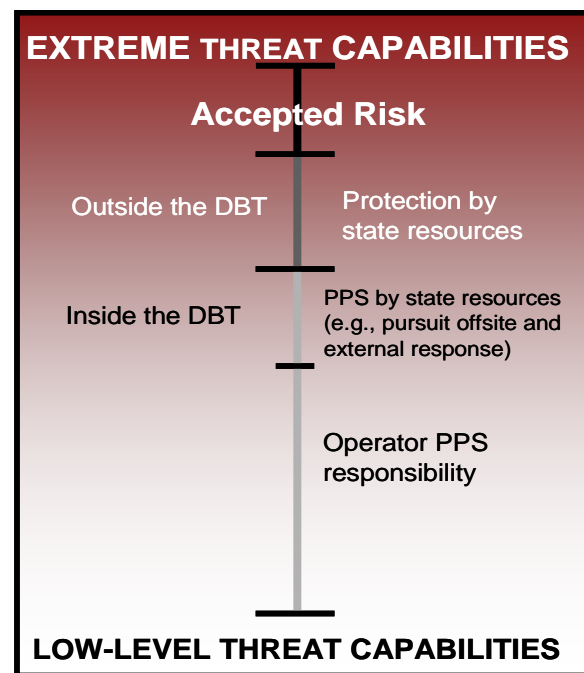 EXTREME THREAT CAPABILITIES
Accepted Risk
Outside the DBT
Protection by
state resources
Inside the DBT
PPS by state resources
(e.g., pursuit offsite and
external response)
Operator PPS
responsibility
LOW-LEVEL THREAT CAPABILITIES